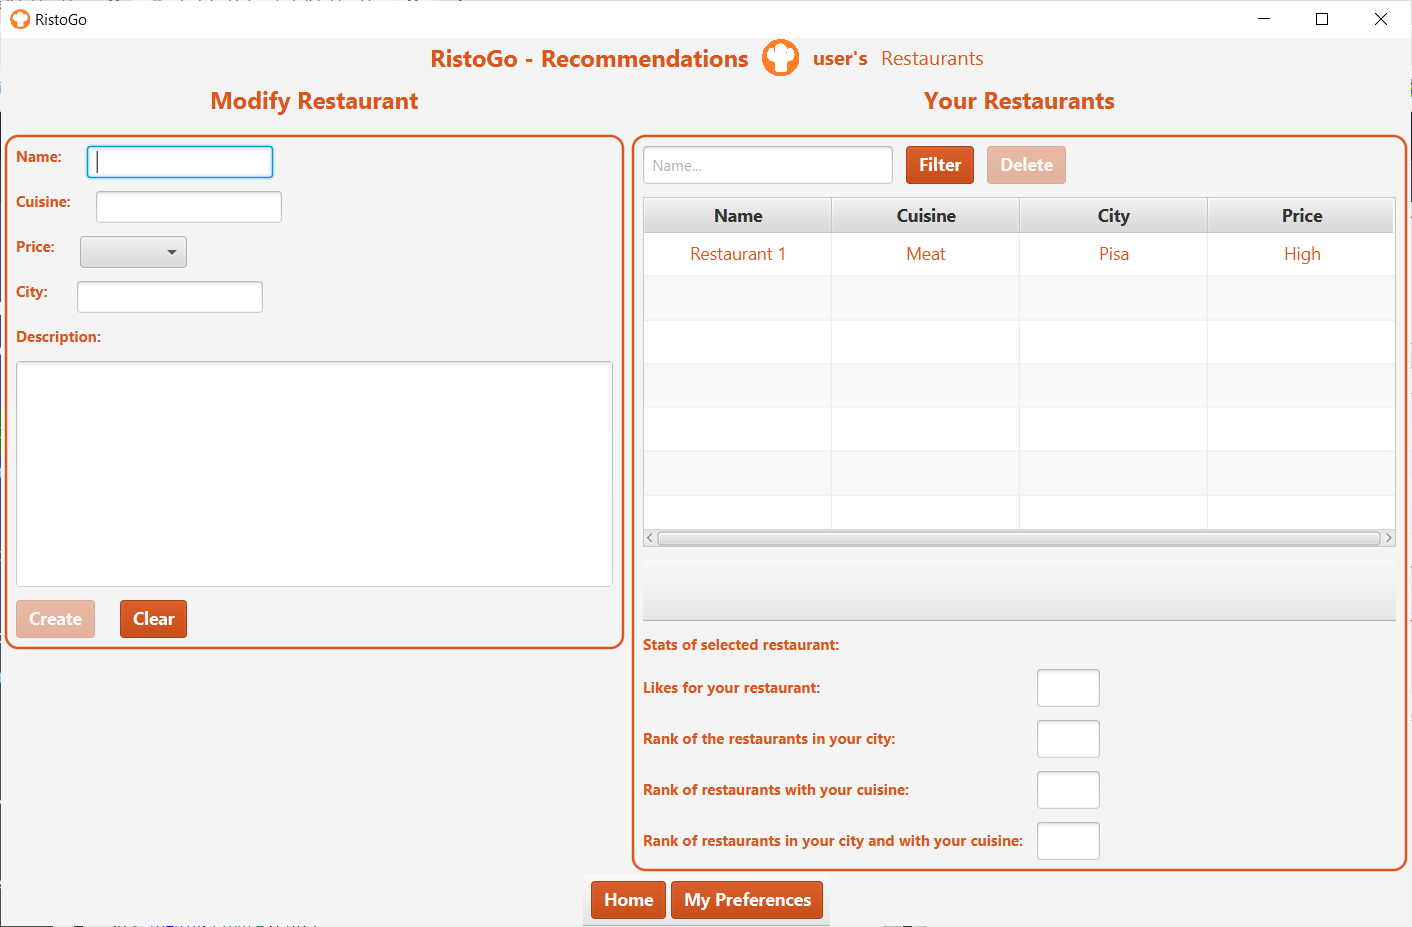 RistoGo
RistoGo - Recommendations user's Restaurants
Modify Restaurant
Name:
Cuisine:
Price:
City:
Description:
Create Clear
Your Restaurants
Name... Filter Delete
Name Cuisine City Price
Restaurant 1 Meat Pisa High
Stats of selected restaurant:
Likes for your restaurant:
Rank of the restaurants in your city:
Rank of restaurants with your cuisine:
Rank of restaurants in your city and with your cuisine:
Home My Preferences